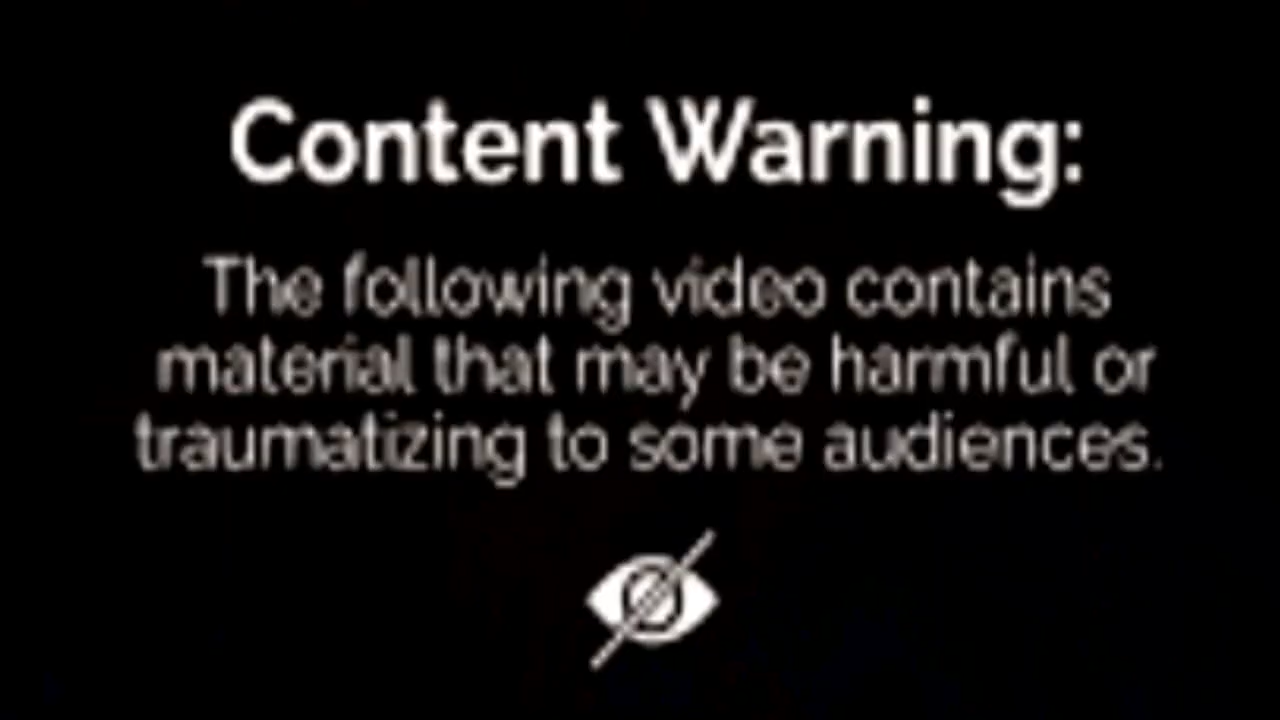 Content Warning:
The following video contains
material that may be harmful or
traumatizing to some audiences.